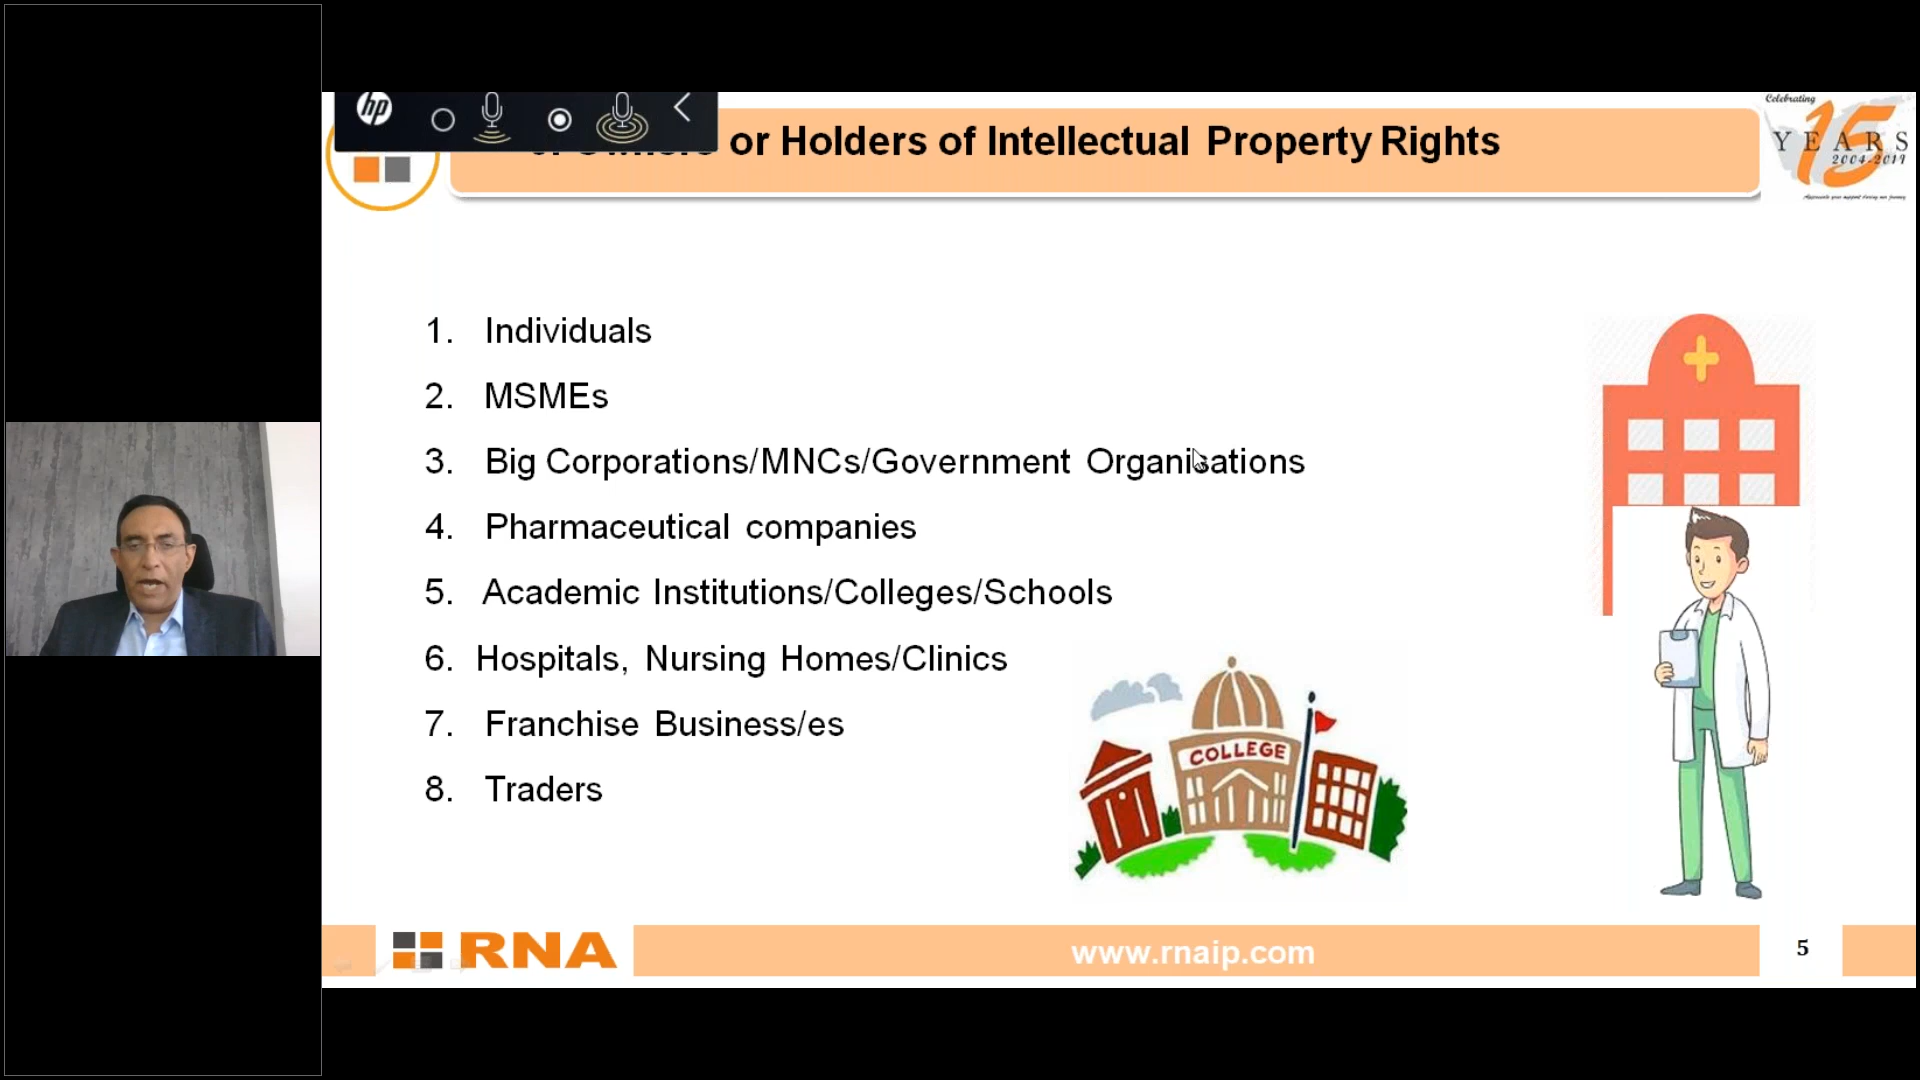 hp
or Holders of Intellectual Property Rights
Celebrating
15
YEARS
2004-2019
1. Individuals
2. MSMEs
3. Big Corporations/MNCs/Government Organisations
4. Pharmaceutical companies
5. Academic Institutions/Colleges/Schools
6. Hospitals, Nursing Homes/Clinics
7. Franchise Business/es
8. Traders
COLLEGE
RNA
www.rnaip.com
5